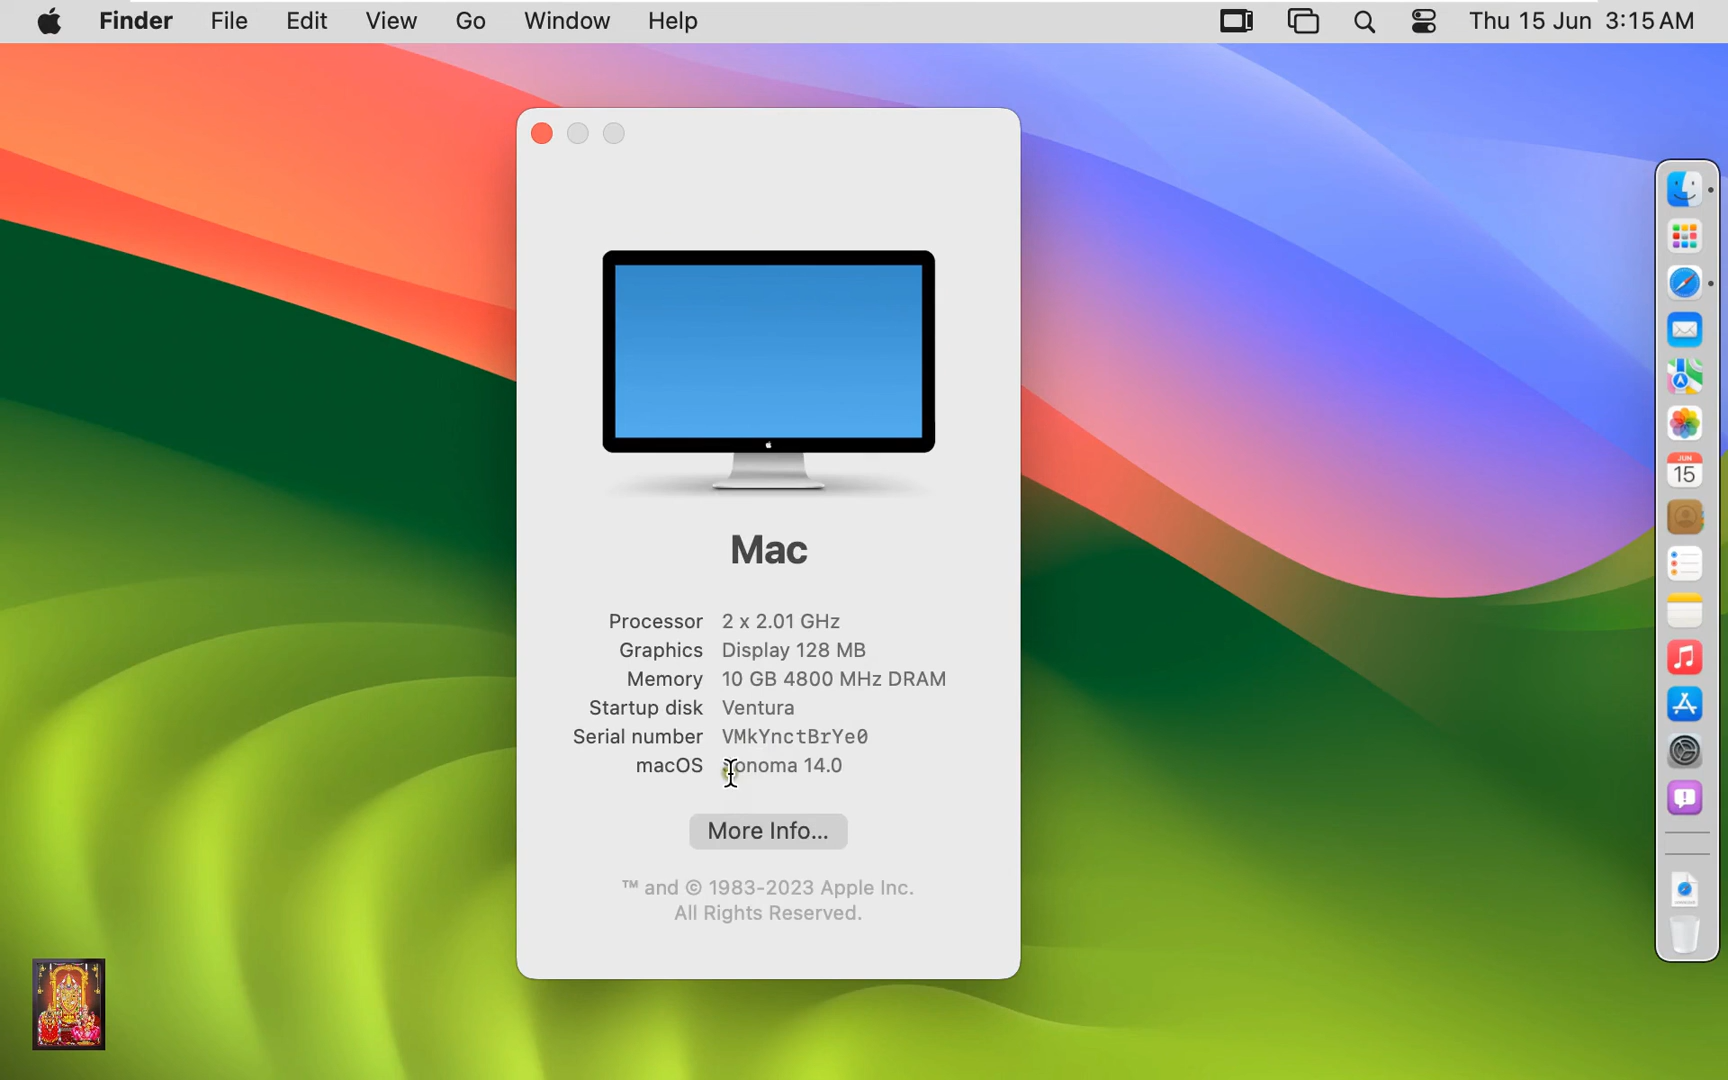 Finder File Edit View Go Window Help Thu 15 Jun 3:15 AM
Mac
Processor 2 x 2.01 GHz
Graphics Display 128 MB
Memory 10 GB 4800 MHz DRAM
Startup disk Ventura
Serial number VMkYnctBrYe0
macOS Sonoma 14.0
More Info...
™ and © 1983-2023 Apple Inc.
All Rights Reserved.
JUN
15